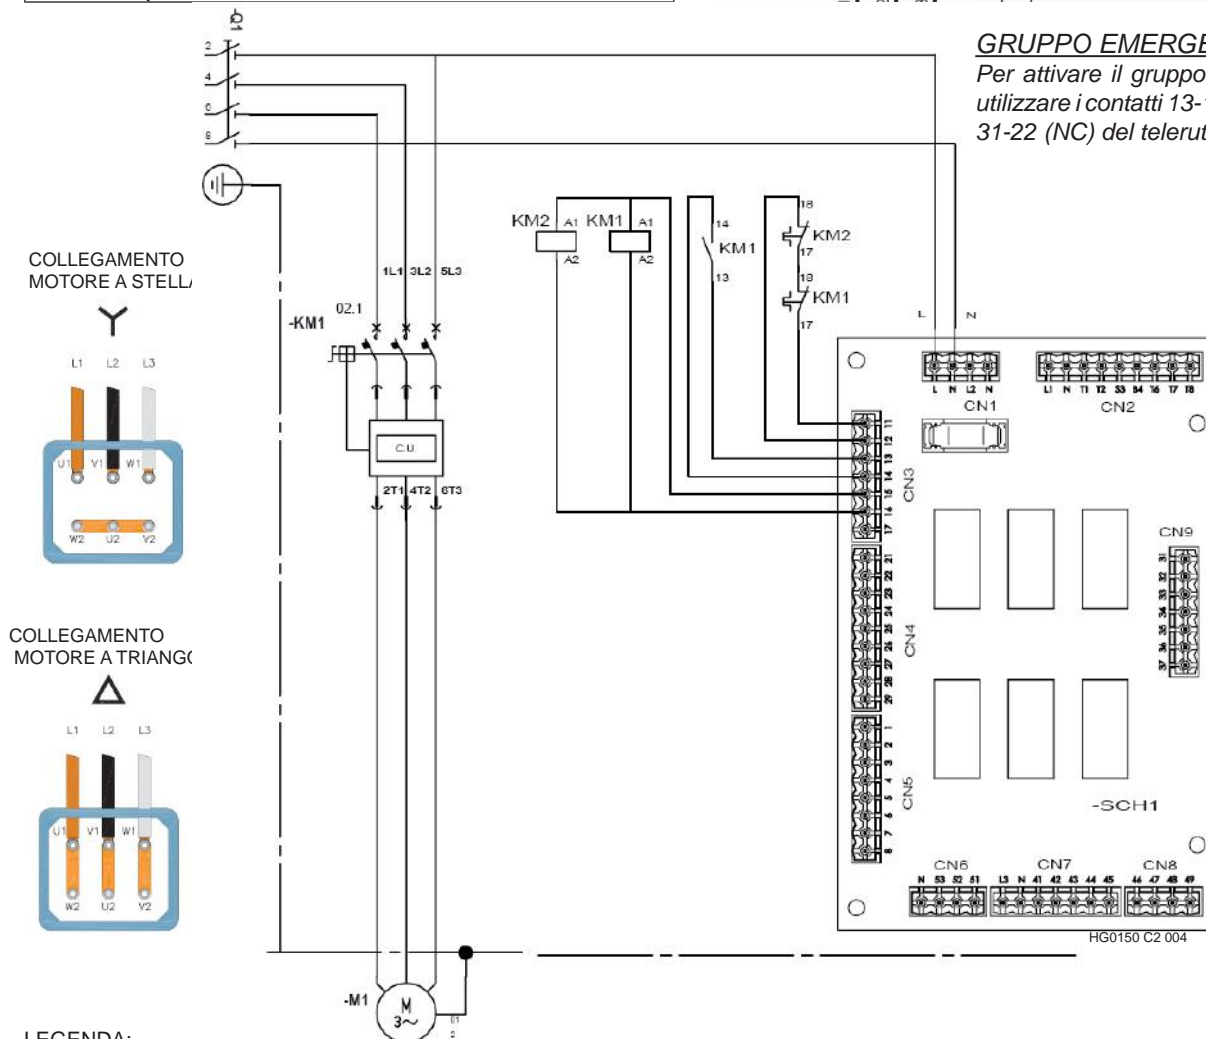 Q1
2
4
6
8
GRUPPO EMERGE
Per attivare il gruppo
utilizzare i contatti 13-
31-22 (NC) del telerut
COLLEGAMENTO
MOTORE A STELLA
L1 L2 L3
U1 V1 W1
W2 U2 V2
COLLEGAMENTO
MOTORE A TRIANGO
L1 L2 L3
U1 V1 W1
W2 U2 V2
1L1 3L2 5L3
02.1
-KM1
C.U.
2T1 4T2 6T3
-M1
M
3~
KM2 A1 KM1 A1
A2 A2
14
KM1
13
18
KM2
17
18
KM1
17
L N
L N L2 N
CN1
L1 N T1 T2 S3 B4 T6 T7 T8
CN2
11
12
13
14
15
16
17
CN3
21
22
23
24
25
26
27
28
29
CN4
1
2
3
4
5
6
7
8
CN5
CN9
31
32
33
34
35
36
37
-SCH1
CN6
N 53 52 51
CN7
L3 N 41 42 43 44 45
CN8
46 47 48 49
HG0150 C2 004
LEGENDA: